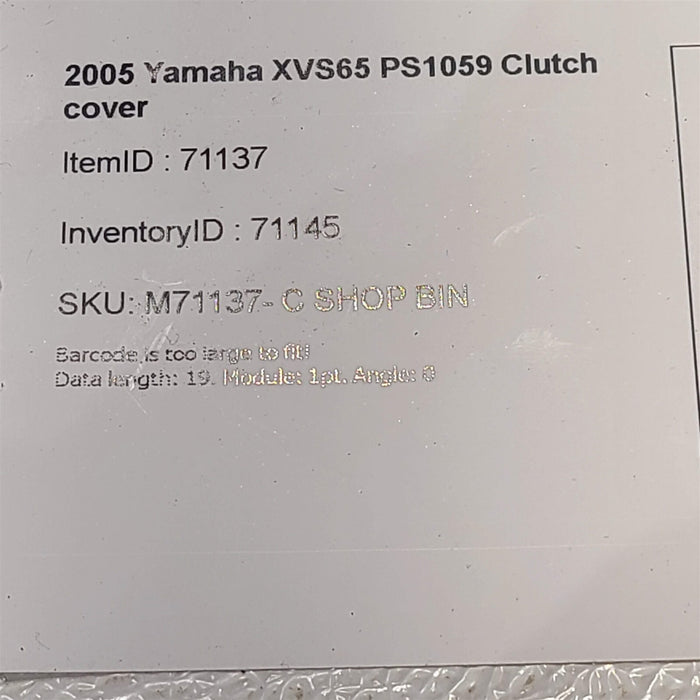 2005 Yamaha XVS65 PS1059 Clutch
cover
ItemID : 71137
InventoryID : 71145
SKU: M71137- C SHOP BIN
Barcode is too large to fit!
Data length: 19. Module: 1pt. Angle: 0